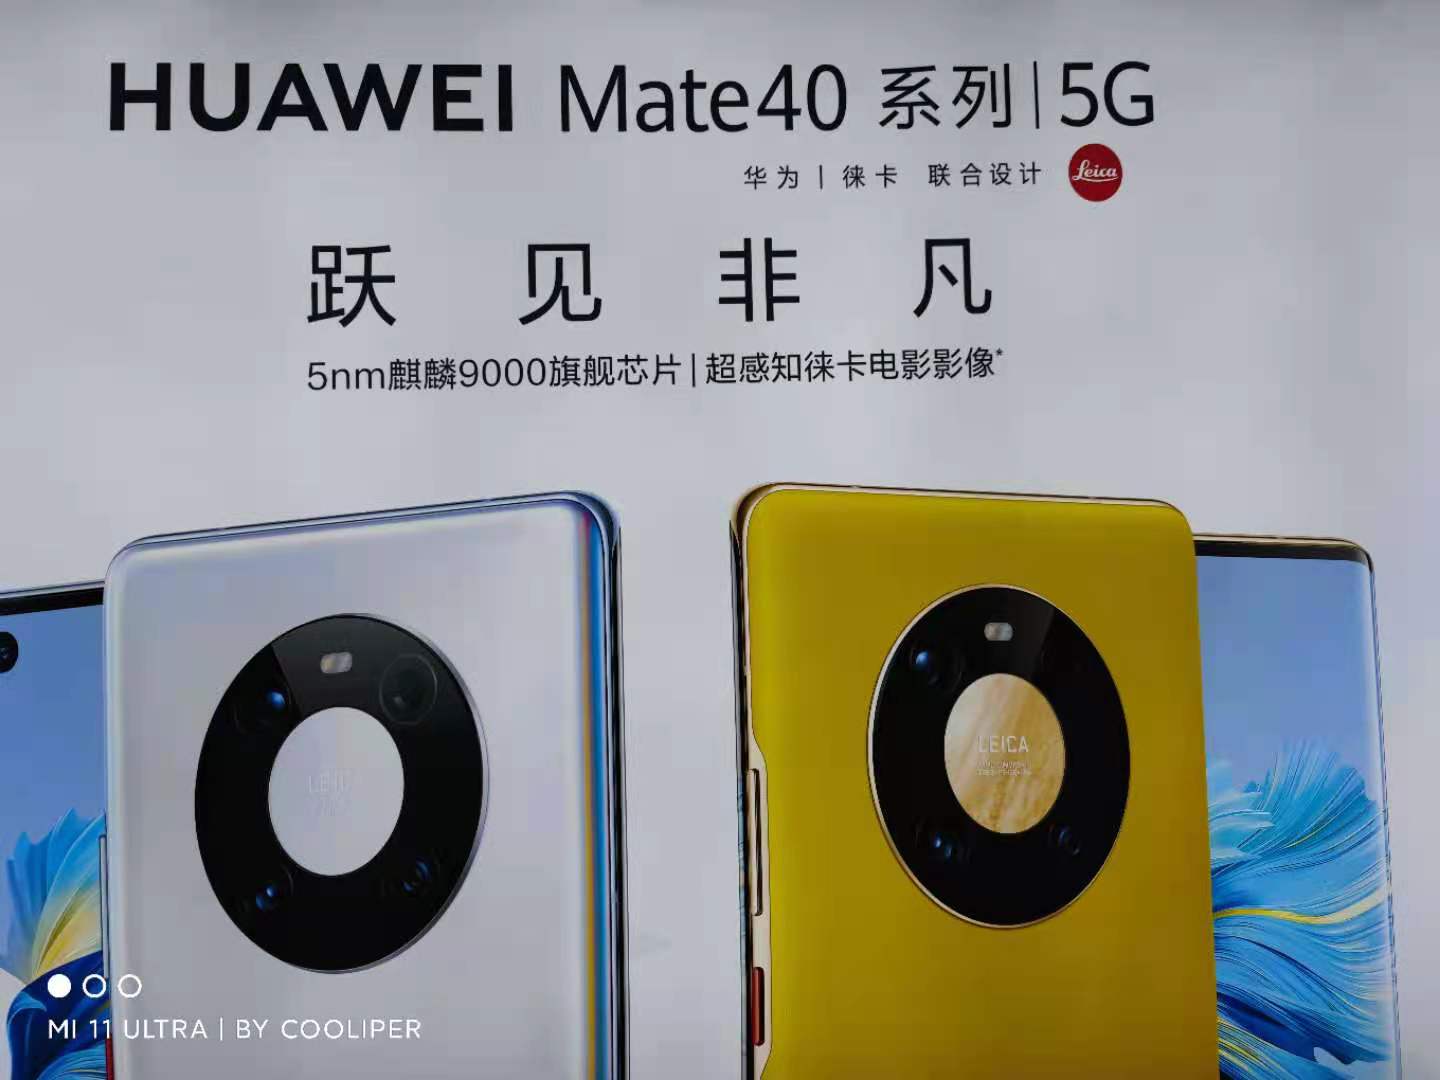 HUAWEI Mate40 系列|5G
华为 | 徕卡 联合设计 Leica
跃见非凡
5nm麒麟9000旗舰芯片|超感知徕卡电影影像*
LEICA
LEICA
MI 11 ULTRA | BY COOLIPER